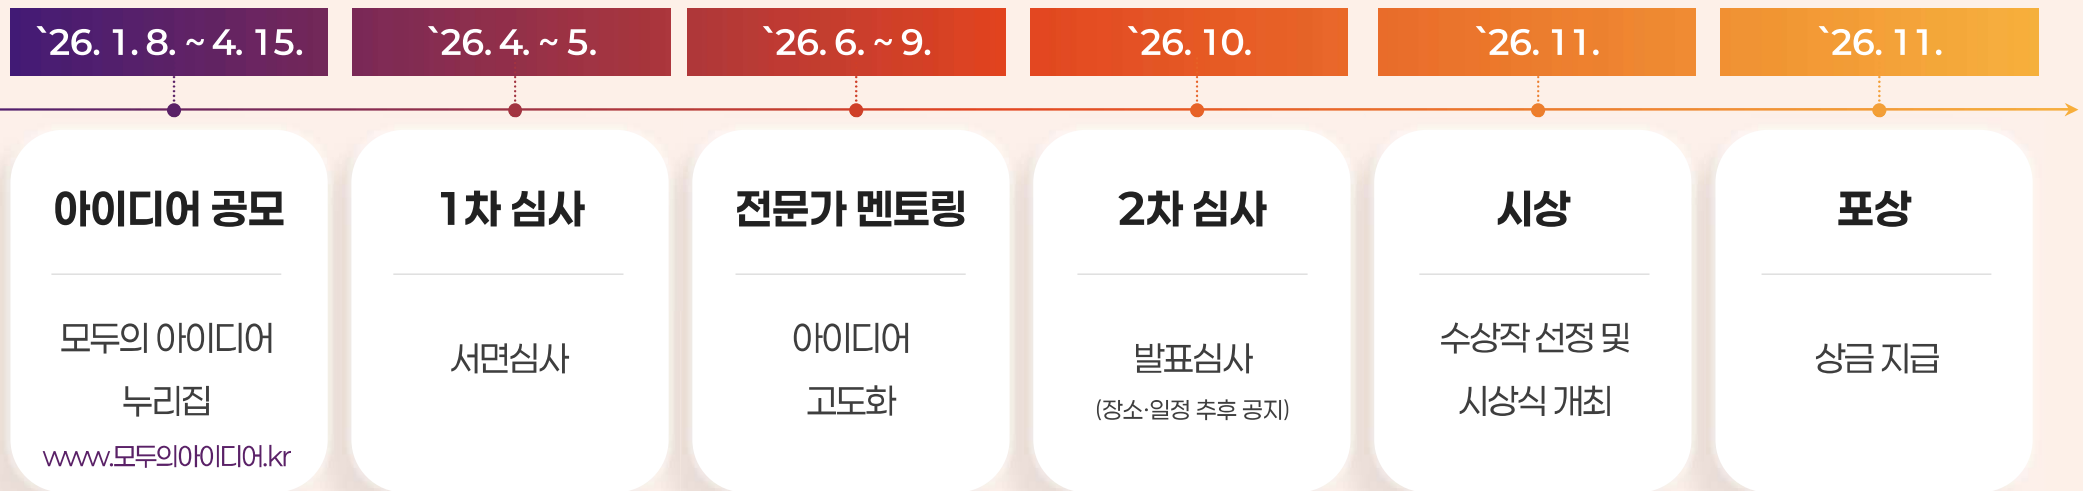 `26. 1. 8. ~ 4. 15.
`26. 4. ~ 5.
`26. 6. ~ 9.
`26. 10.
`26. 11.
`26. 11.
아이디어 공모
모두의 아이디어
누리집
www.모두의아이디어.kr
1차 심사
서면심사
전문가 멘토링
아이디어
고도화
2차 심사
발표심사
(장소·일정 추후 공지)
시상
수상작 선정 및
시상식 개최
포상
상금 지급